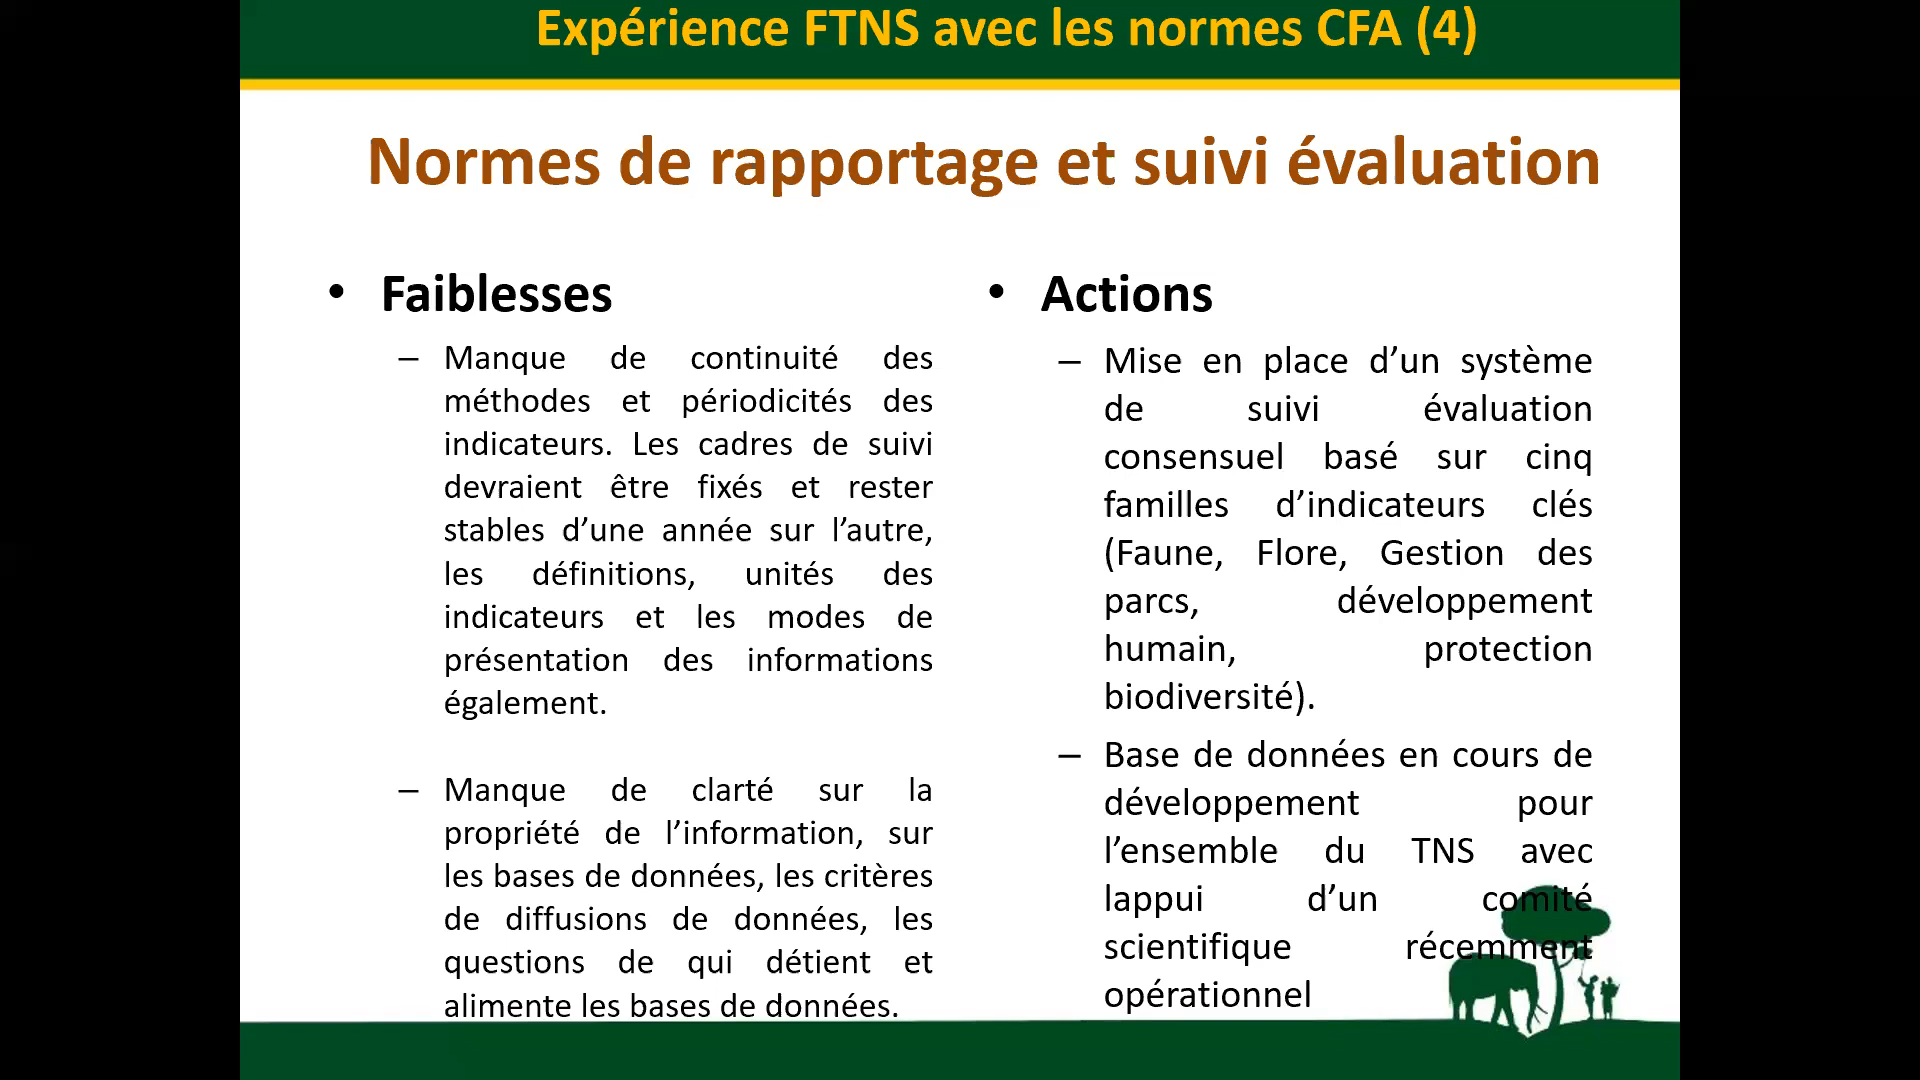 Expérience FTNS avec les normes CFA (4)
Normes de rapportage et suivi évaluation
• Faiblesses
– Manque de continuité des
méthodes et périodicités des
indicateurs. Les cadres de suivi
devraient être fixés et rester
stables d’une année sur l’autre,
les définitions, unités des
indicateurs et les modes de
présentation des informations
également.
– Manque de clarté sur la
propriété de l’information, sur
les bases de données, les critères
de diffusions de données, les
questions de qui détient et
alimente les bases de données.
• Actions
– Mise en place d’un système
de suivi évaluation
consensuel basé sur cinq
familles d’indicateurs clés
(Faune, Flore, Gestion des
parcs, développement
humain, protection
biodiversité).
– Base de données en cours de
développement pour
l’ensemble du TNS avec
lappui d’un comité
scientifique récemment
opérationnel